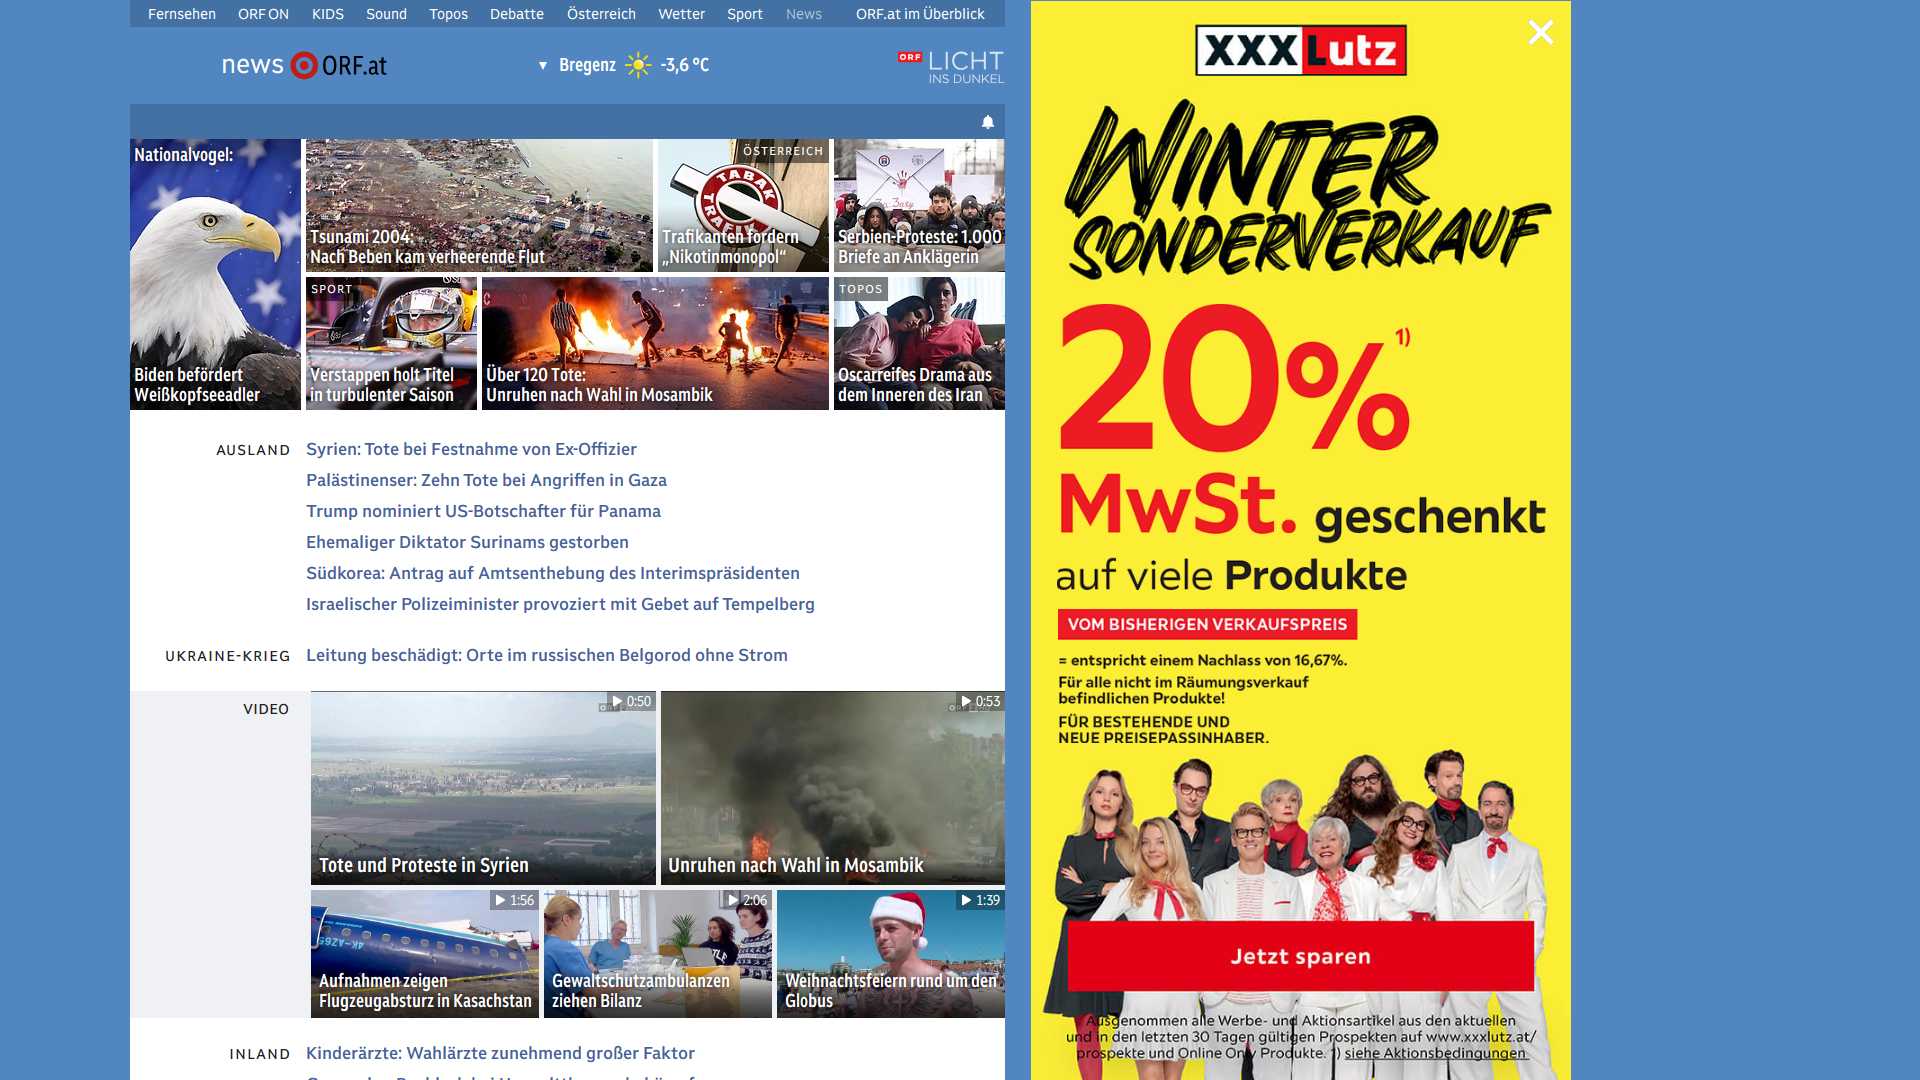 Fernsehen ORF ON KIDS Sound Topos Debatte Österreich Wetter Sport News ORF.at im Überblick
news ORF.at
▼ Bregenz -3,6 °C
ORF LICHT
INS DUNKEL
Nationalvogel:
Biden befördert
Weißkopfseeadler
Tsunami 2004:
Nach Beben kam verheerende Flut
ÖSTERREICH
TABAK
TRAFIK
Trafikanten fordern
„Nikotinmonopol“
Serbien-Proteste: 1.000
Briefe an Anklägerin
SPORT
Verstappen holt Titel
in turbulenter Saison
Über 120 Tote:
Unruhen nach Wahl in Mosambik
TOPOS
Oscarreifes Drama aus
dem Inneren des Iran
AUSLAND
Syrien: Tote bei Festnahme von Ex-Offizier
Palästinenser: Zehn Tote bei Angriffen in Gaza
Trump nominiert US-Botschafter für Panama
Ehemaliger Diktator Surinams gestorben
Südkorea: Antrag auf Amtsenthebung des Interimspräsidenten
Israelischer Polizeiminister provoziert mit Gebet auf Tempelberg
UKRAINE-KRIEG
Leitung beschädigt: Orte im russischen Belgorod ohne Strom
VIDEO
0:50
Tote und Proteste in Syrien
0:53
Unruhen nach Wahl in Mosambik
1:56
4K-AZ65
Aufnahmen zeigen
Flugzeugabsturz in Kasachstan
2:06
Gewaltschutzambulanzen
ziehen Bilanz
1:39
Weihnachtsfeiern rund um den
Globus
INLAND
Kinderärzte: Wahlärzte zunehmend großer Faktor
XXXLutz
WINTER
SONDERVERKAUF
20% 1)
MwSt. geschenkt
auf viele Produkte
VOM BISHERIGEN VERKAUFSPREIS
= entspricht einem Nachlass von 16,67%.
Für alle nicht im Räumungsverkauf
befindlichen Produkte!
FÜR BESTEHENDE UND
NEUE PREISEPASSINHABER.
Jetzt sparen
Ausgenommen alle Werbe- und Aktionsartikel aus den aktuellen
und in den letzten 30 Tagen gültigen Prospekten auf www.xxxlutz.at/
prospekte und Online Only Produkte. 1) siehe Aktionsbedingungen